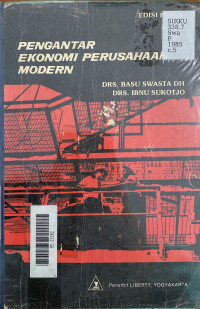 EDISI
SIRKU
338.7
Swa
P
1985
c.5
PENGANTAR
EKONOMI PERUSAHAAN
MODERN
DRS. BASU SWASTA DH
DRS. IBNU SUKOTJO
Penerbit LIBERTY, YOGYAKARTA